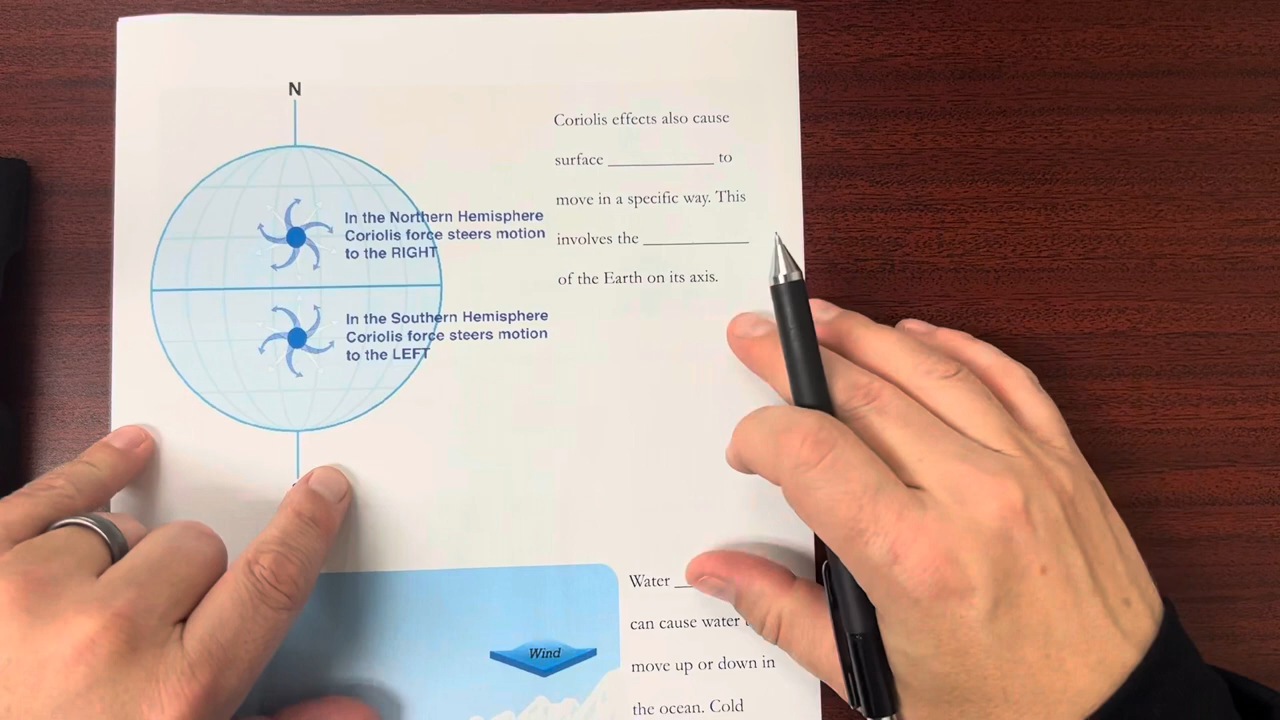 N
In the Northern Hemisphere
Coriolis force steers motion
to the RIGHT
In the Southern Hemisphere
Coriolis force steers motion
to the LEFT
Coriolis effects also cause
surface ____________ to
move in a specific way. This
involves the ____________
of the Earth on its axis.
Wind
Water __
can cause water
move up or down in
the ocean. Cold